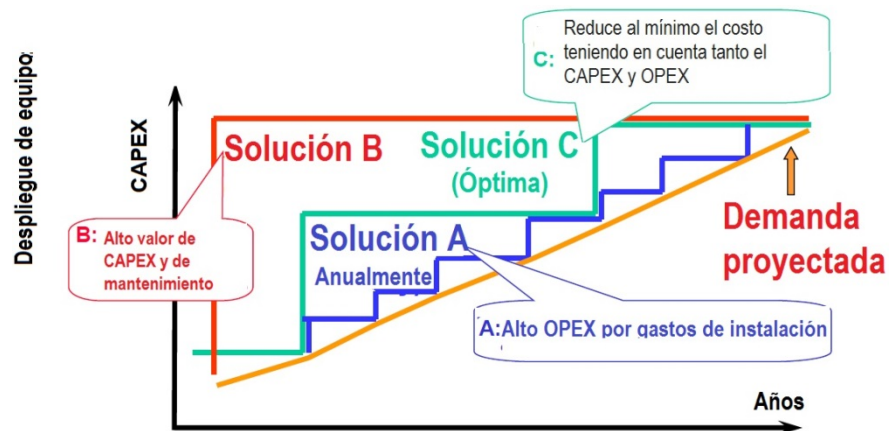 Despliegue de equipo
CAPEX
C:
Reduce al mínimo el costo
teniendo en cuenta tanto el
CAPEX y OPEX
Solución B
Solución C
(Óptima)
B: Alto valor de
CAPEX y de
mantenimiento
Solución A
Anualmente
Demanda
proyectada
A:Alto OPEX por gastos de instalación
Años